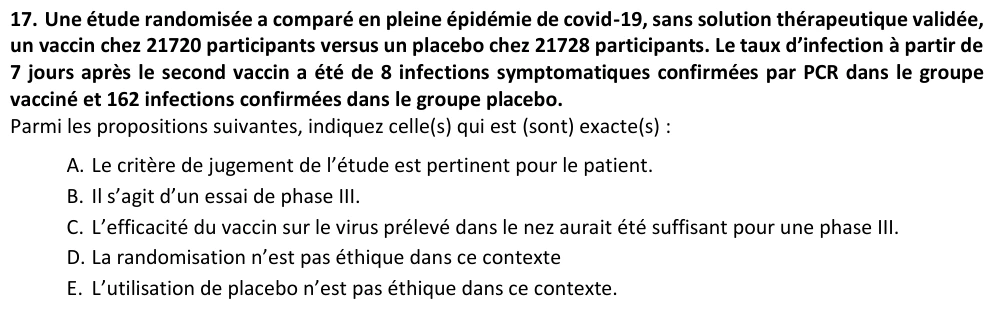 17. Une étude randomisée a comparé en pleine épidémie de covid-19, sans solution thérapeutique validée,
un vaccin chez 21720 participants versus un placebo chez 21728 participants. Le taux d’infection à partir de
7 jours après le second vaccin a été de 8 infections symptomatiques confirmées par PCR dans le groupe
vacciné et 162 infections confirmées dans le groupe placebo.
Parmi les propositions suivantes, indiquez celle(s) qui est (sont) exacte(s) :
A. Le critère de jugement de l’étude est pertinent pour le patient.
B. Il s’agit d’un essai de phase III.
C. L’efficacité du vaccin sur le virus prélevé dans le nez aurait été suffisant pour une phase III.
D. La randomisation n’est pas éthique dans ce contexte
E. L’utilisation de placebo n’est pas éthique dans ce contexte.